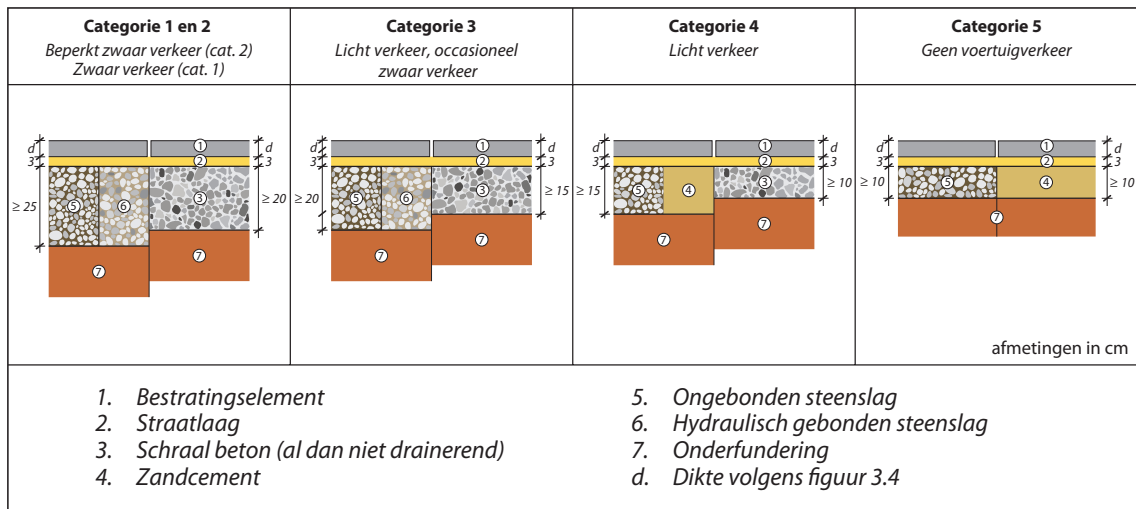 Categorie 1 en 2
Beperkt zwaar verkeer (cat. 2)
Zwaar verkeer (cat. 1)
Categorie 3
Licht verkeer, occasioneel
zwaar verkeer
Categorie 4
Licht verkeer
Categorie 5
Geen voertuigverkeer
d
3
≥ 25
1
2
5
6
3
7
7
d
3
≥ 20
d
3
≥ 20
1
2
5
6
3
7
7
d
3
≥ 15
d
3
≥ 15
1
2
5
4
3
7
7
d
3
≥ 10
d
3
≥ 10
1
2
5
4
7
d
3
≥ 10
afmetingen in cm
1. Bestratingselement
2. Straatlaag
3. Schraal beton (al dan niet drainerend)
4. Zandcement
5. Ongebonden steenslag
6. Hydraulisch gebonden steenslag
7. Onderfundering
d. Dikte volgens figuur 3.4